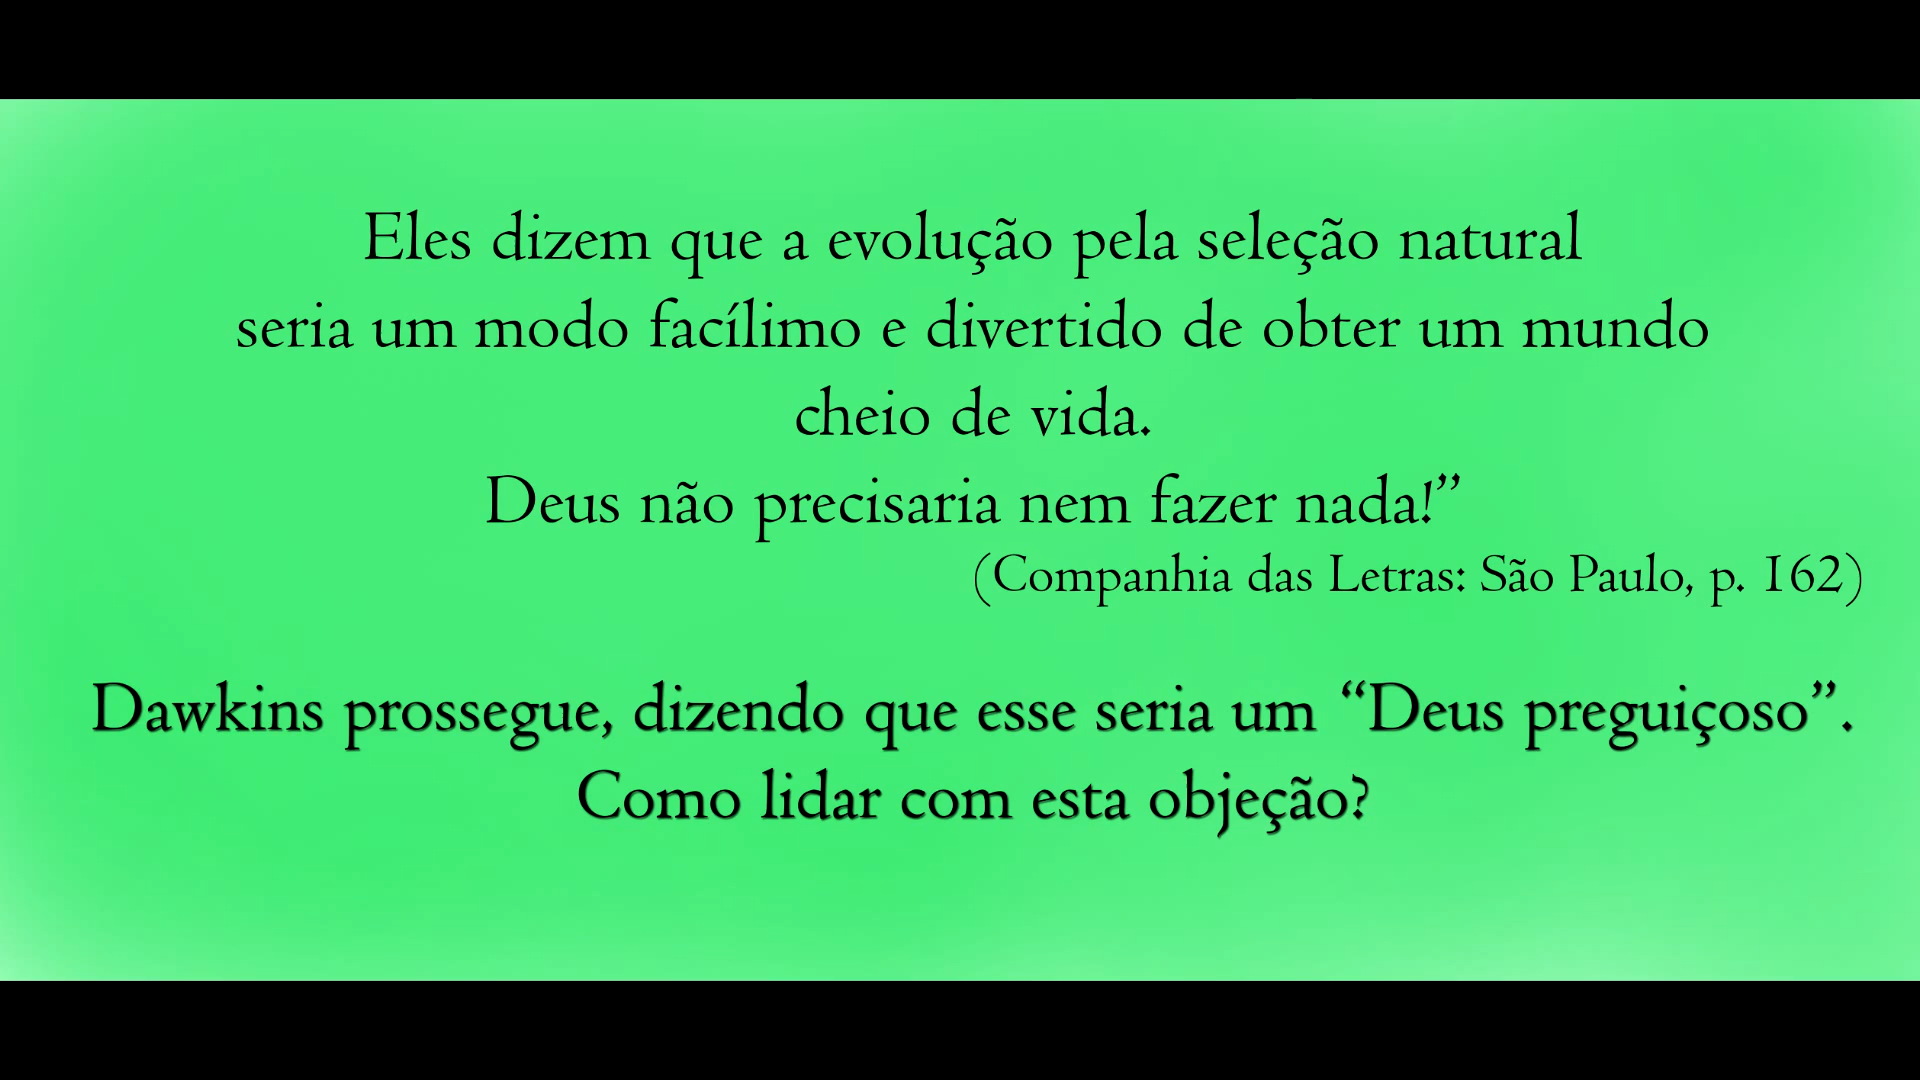 Eles dizem que a evolução pela seleção natural
seria um modo facílimo e divertido de obter um mundo
cheio de vida.
Deus não precisaria nem fazer nada!”
(Companhia das Letras: São Paulo, p. 162)
Dawkins prossegue, dizendo que esse seria um “Deus preguiçoso”.
Como lidar com esta objeção?